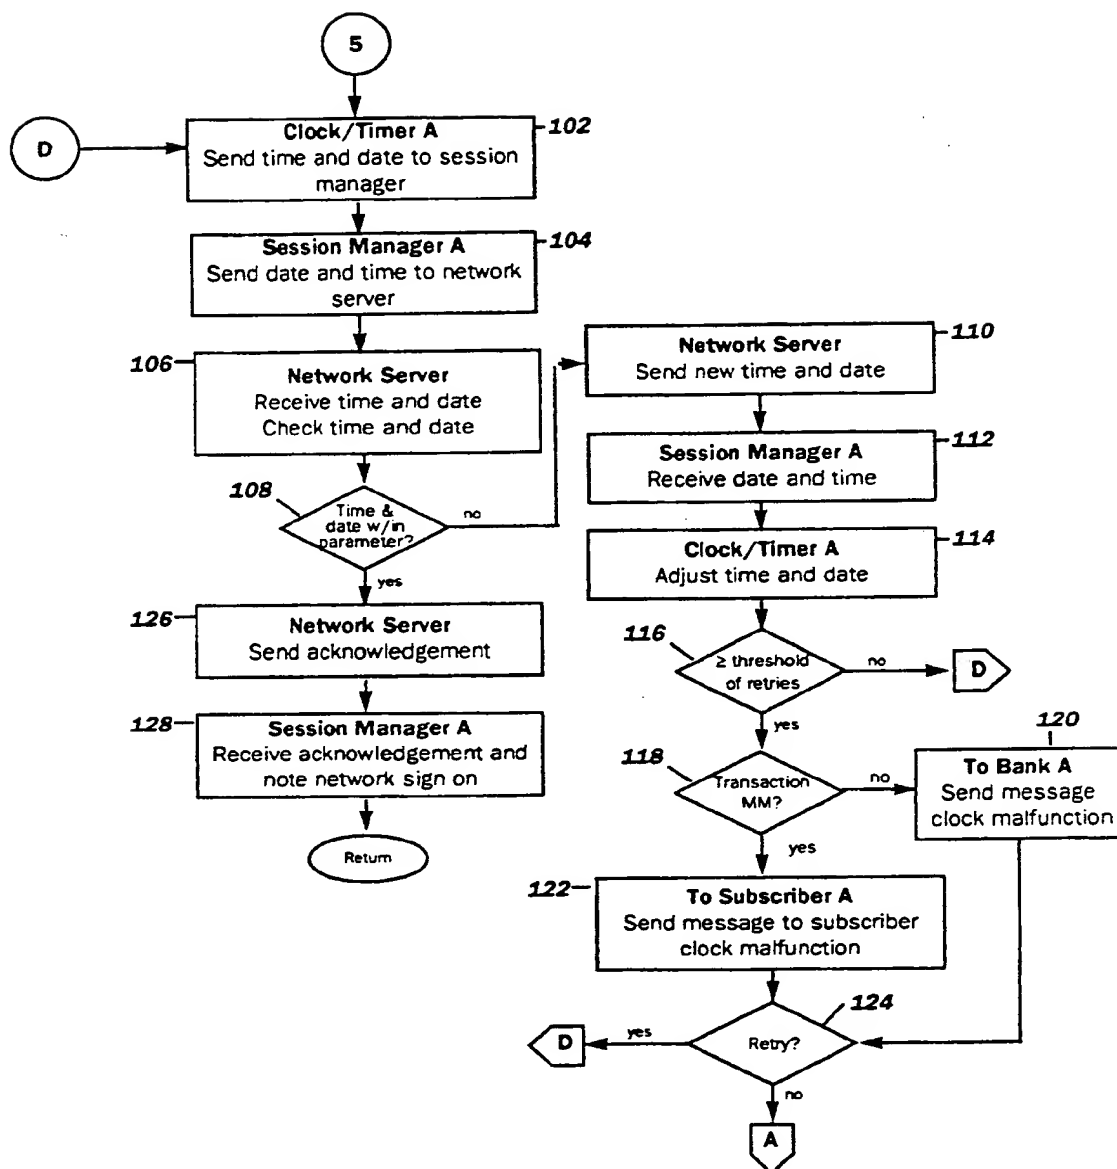 5
D
Clock/Timer A
Send time and date to session
manager
102
Session Manager A
Send date and time to network
server
104
106
Network Server
Receive time and date
Check time and date
108
Time &
date w/in
parameter?
no
yes
126
Network Server
Send acknowledgement
128
Session Manager A
Receive acknowledgement and
note network sign on
Return
Network Server
Send new time and date
110
Session Manager A
Receive date and time
112
Clock/Timer A
Adjust time and date
114
116
≥ threshold
of retries
no
D
yes
118
Transaction
MM?
no
120
To Bank A
Send message
clock malfunction
yes
122
To Subscriber A
Send message to subscriber
clock malfunction
124
Retry?
yes
D
no
A